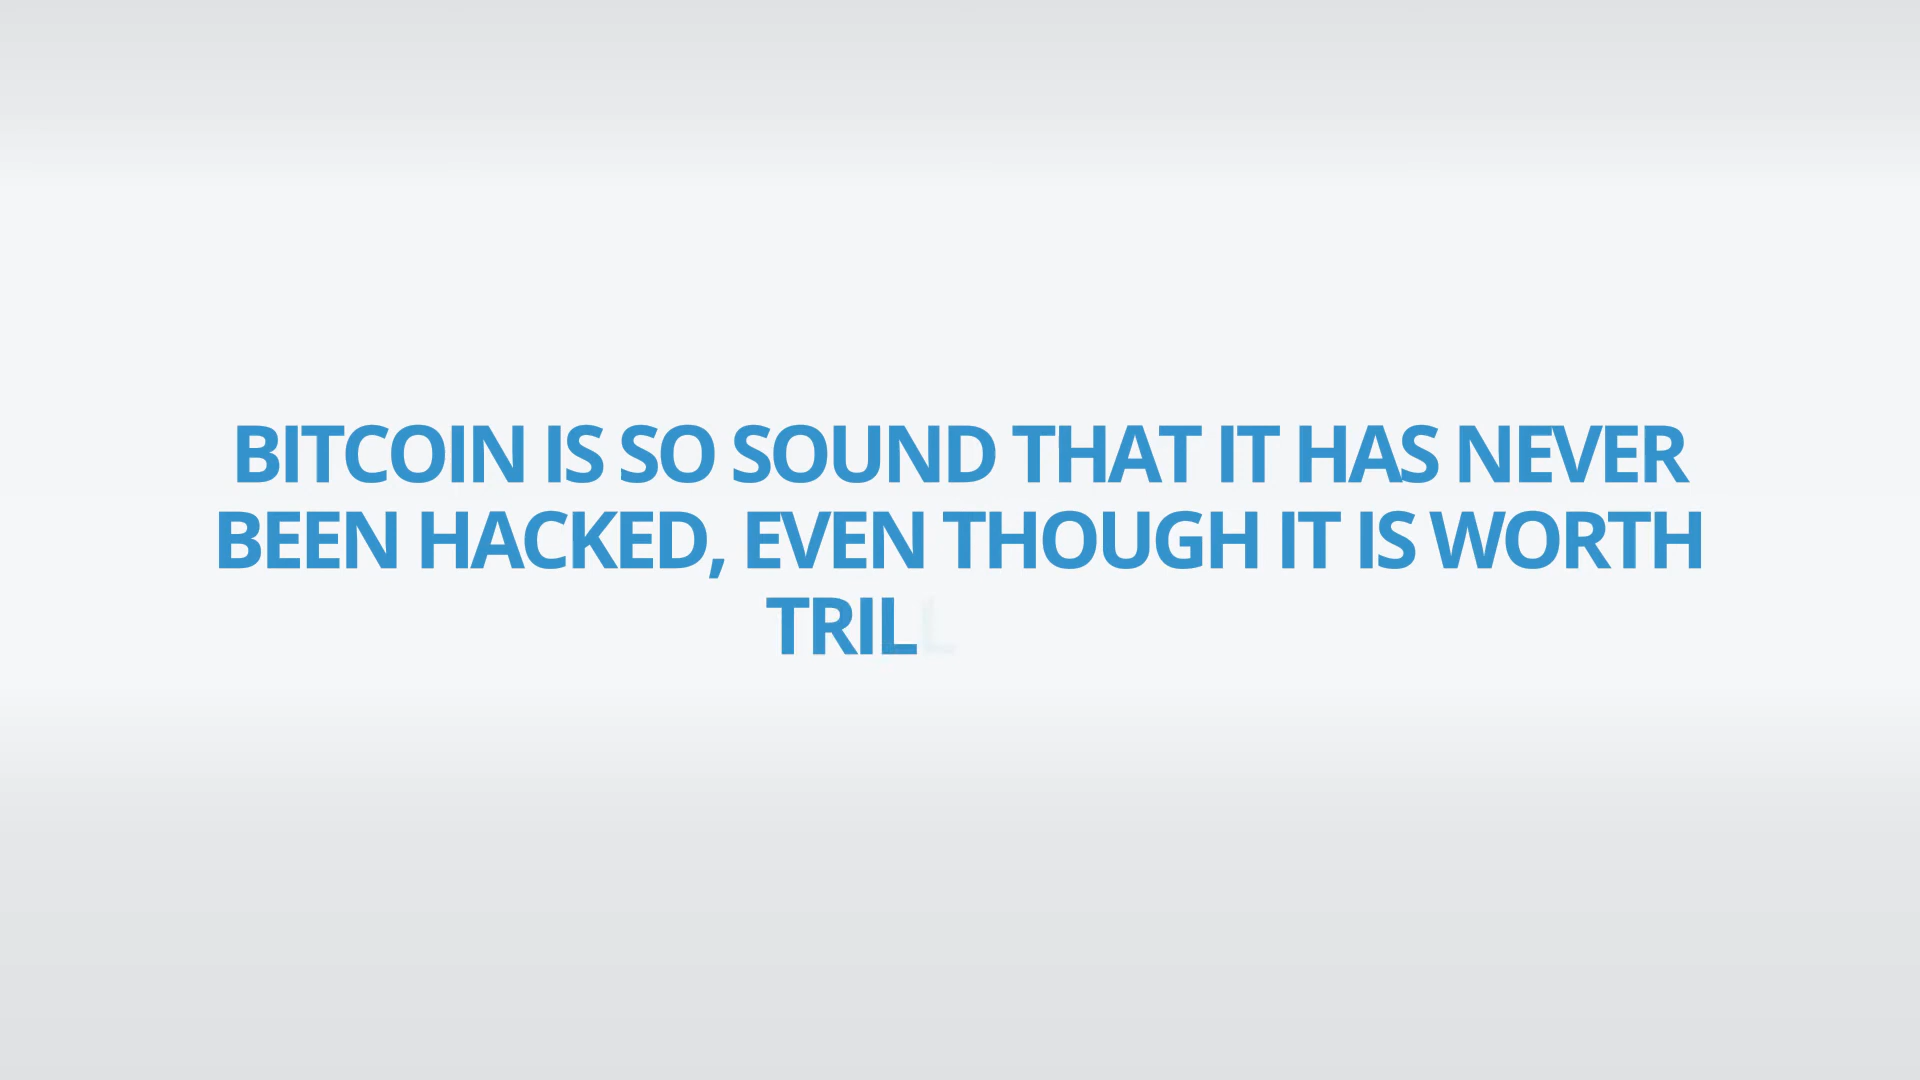 BITCOIN IS SO SOUND THAT IT HAS NEVER
BEEN HACKED, EVEN THOUGH IT IS WORTH
TRILL